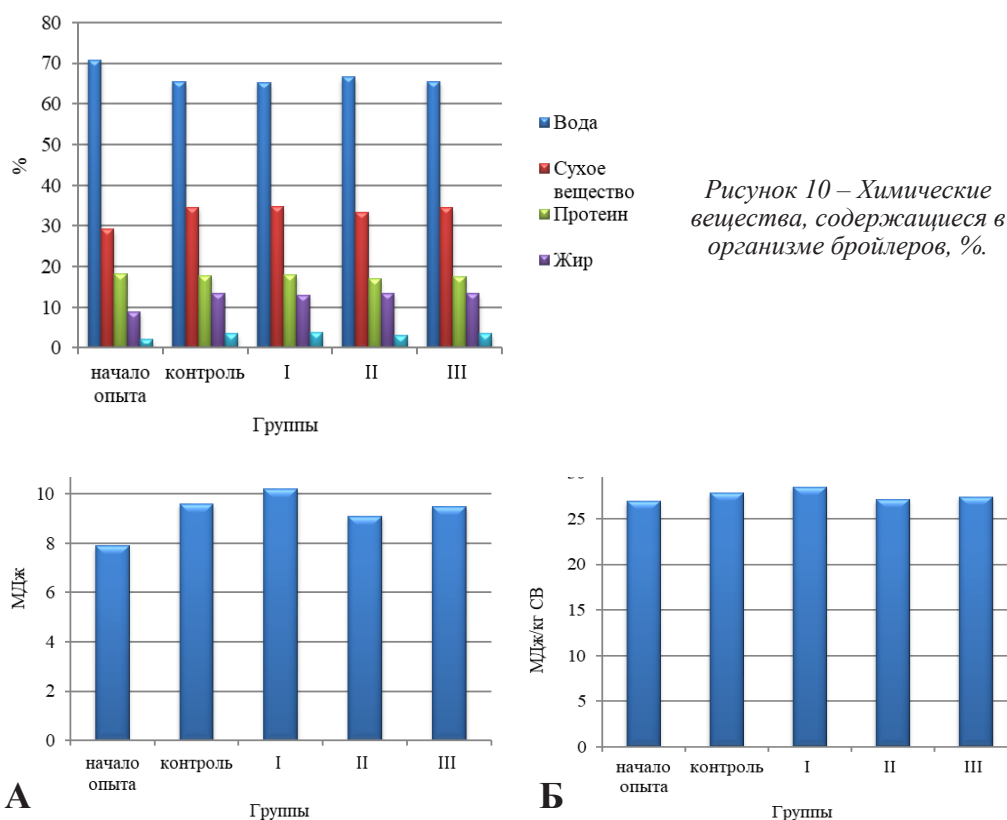 %
80
70
60
50
40
30
20
10
0
начало
опыта
контроль
I
II
III
Группы
Вода
Сухое
вещество
Протеин
Жир
Рисунок 10 – Химические
вещества, содержащиеся в
организме бройлеров, %.
МДж
10
8
6
4
2
0
начало
опыта
контроль
I
II
III
Группы
А
МДж/кг СВ
30
25
20
15
10
5
0
начало
опыта
контроль
I
II
III
Группы
Б